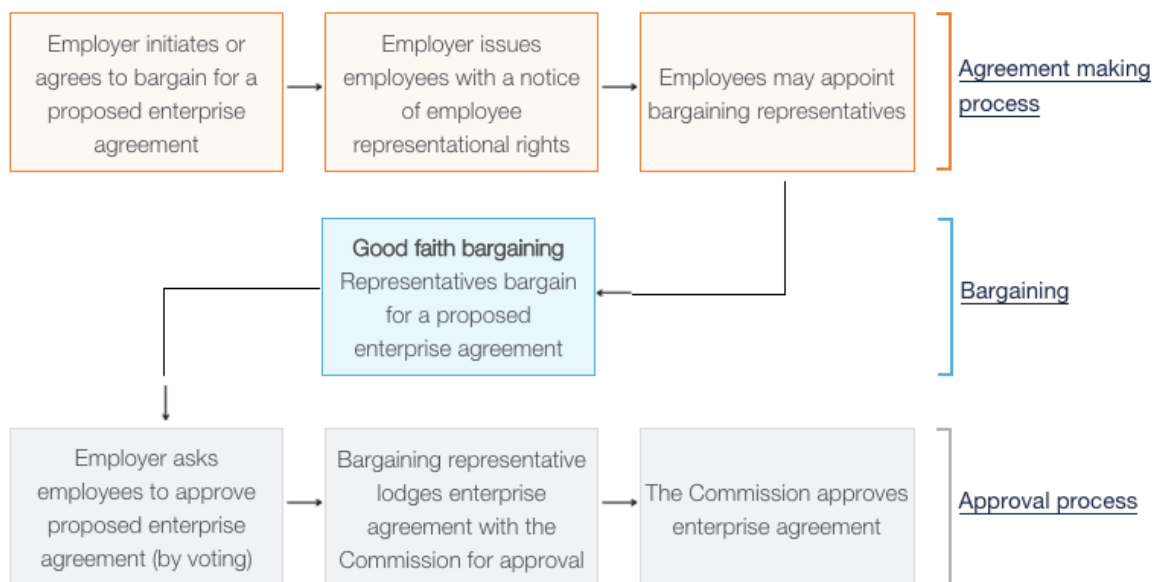 Employer initiates or
agrees to bargain for a
proposed enterprise
agreement
Employer issues
employees with a notice
of employee
representational rights
Employees may appoint
bargaining representatives
Agreement making
process
Good faith bargaining
Representatives bargain
for a proposed
enterprise agreement
Bargaining
Employer asks
employees to approve
proposed enterprise
agreement (by voting)
Bargaining representative
lodges enterprise
agreement with the
Commission for approval
The Commission approves
enterprise agreement
Approval process